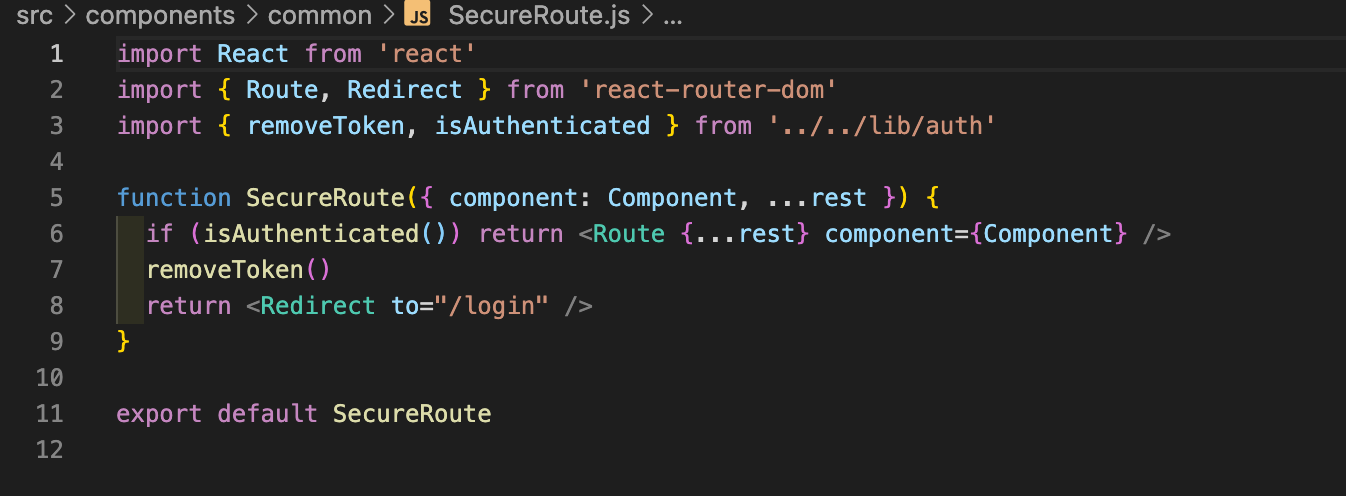 src > components > common > JS SecureRoute.js > ...
1 import React from 'react'
2 import { Route, Redirect } from 'react-router-dom'
3 import { removeToken, isAuthenticated } from '../../lib/auth'
4
5 function SecureRoute({ component: Component, ...rest }) {
6   if (isAuthenticated()) return <Route {...rest} component={Component} />
7   removeToken()
8   return <Redirect to="/login" />
9 }
10
11 export default SecureRoute
12